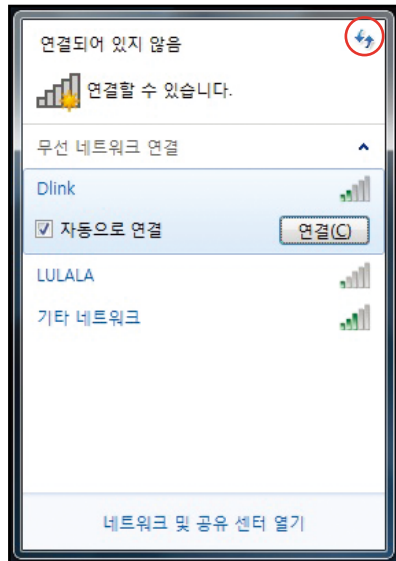 연결되어 있지 않음
연결할 수 있습니다.
무선 네트워크 연결
Dlink
자동으로 연결 연결(C)
LULALA
기타 네트워크
네트워크 및 공유 센터 열기